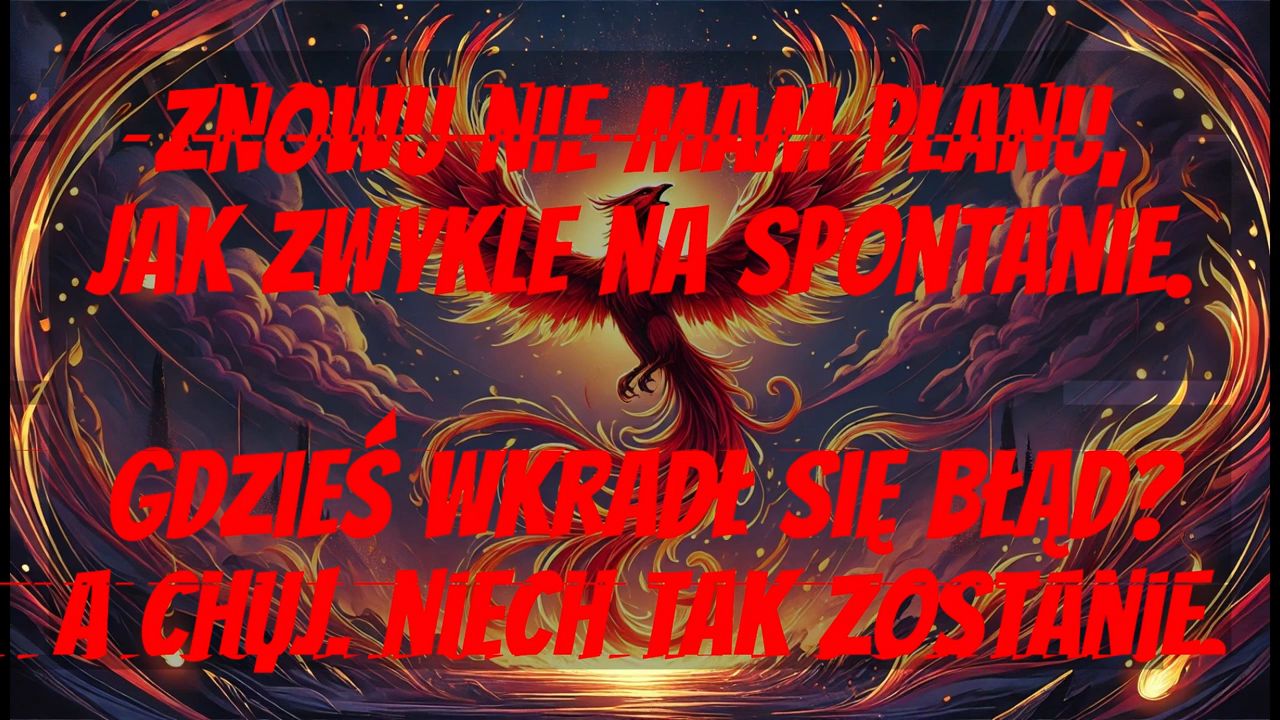 ZNOWU NIE MAM PLANU,
JAK ZWYKLE NA SPONTANIE.
GDZIEŚ WKRADŁ SIĘ BŁĄD?
A CHUJ. NIECH TAK ZOSTANIE.